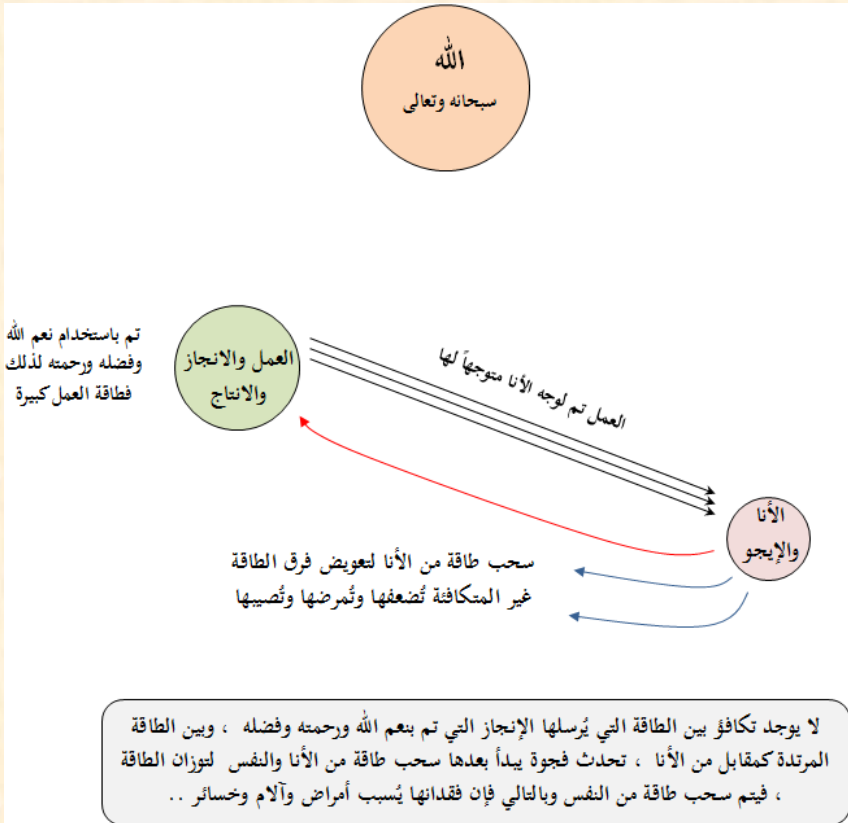 الله
سبحانه وتعالى
تم باستخدام نعم الله
وفضله ورحمته لذلك
فطاقة العمل كبيرة
العمل والانجاز
والانتاج
العمل تم لوجه الأنا متوجهاً لها
الأنا
والإيجو
سحب طاقة من الأنا لتعويض فرق الطاقة
غير المتكافئة تُضعفها وتُمرضها وتُصيبها
لا يوجد تكافؤ بين الطاقة التي يُرسلها الإنجاز التي تم بنعم الله ورحمته وفضله ، وبين الطاقة
المرتدة كمقابل من الأنا ، تحدث فجوة يبدأ بعدها سحب طاقة من الأنا والنفس لتوزان الطاقة
، فيتم سحب طاقة من النفس وبالتالي فإن فقدانها يُسبب أمراض وآلام وخسائر ..